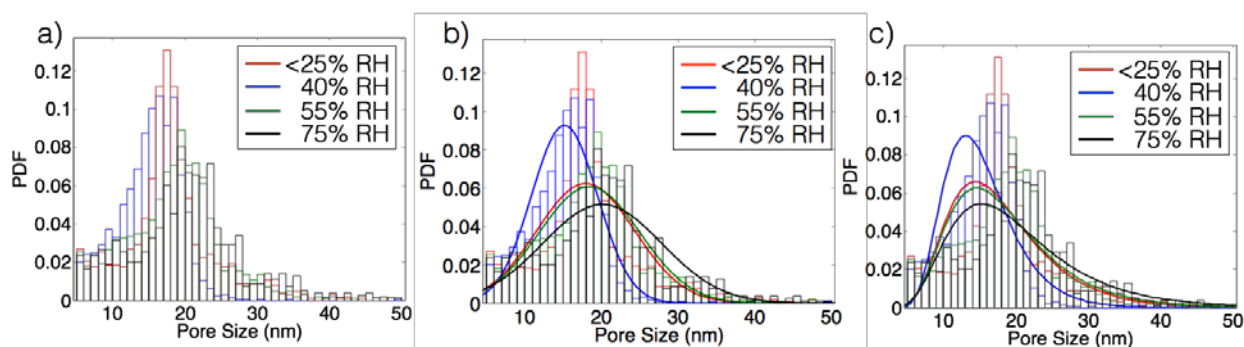 a)
<25% RH
40% RH
55% RH
75% RH
PDF
0.12
0.1
0.08
0.06
0.04
0.02
0
10 20 30 40 50
Pore Size (nm)
b)
<25% RH
40% RH
55% RH
75% RH
PDF
0.12
0.1
0.08
0.06
0.04
0.02
0
10 20 30 40 50
Pore Size (nm)
c)
<25% RH
40% RH
55% RH
75% RH
PDF
0.12
0.1
0.08
0.06
0.04
0.02
0
10 20 30 40 50
Pore Size (nm)